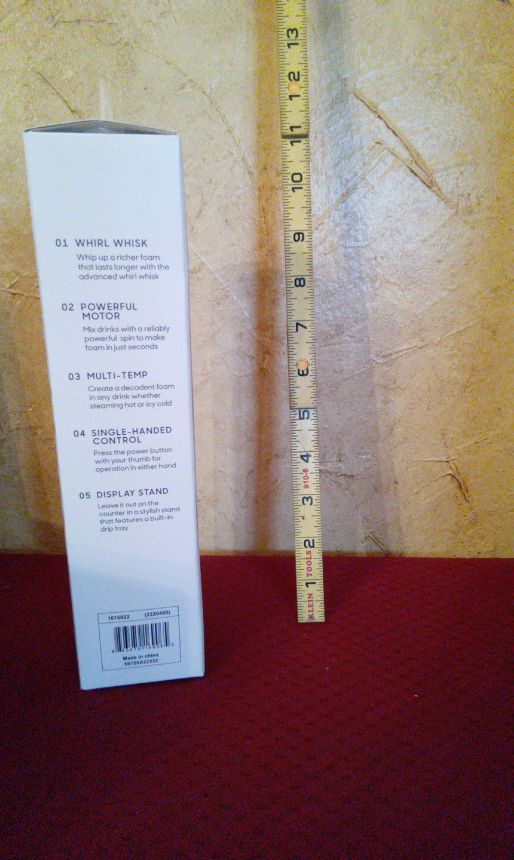 01 WHIRL WHISK
Whip up a richer foam
that lasts longer with the
advanced whirl whisk
02 POWERFUL
MOTOR
Mix drinks with a reliably
powerful spin to make
foam in just seconds
03 MULTI-TEMP
Create a decadent foam
in any drink whether
steaming hot or icy cold
04 SINGLE-HANDED
CONTROL
Press the power button
with your thumb for
operation in either hand
05 DISPLAY STAND
Leave it out on the
counter in a stylish stand
that features a built-in
drip tray
Made in china
13
12
11
10
9
8
7
6
5
4
910-6
3
2
1
KLEIN TOOLS